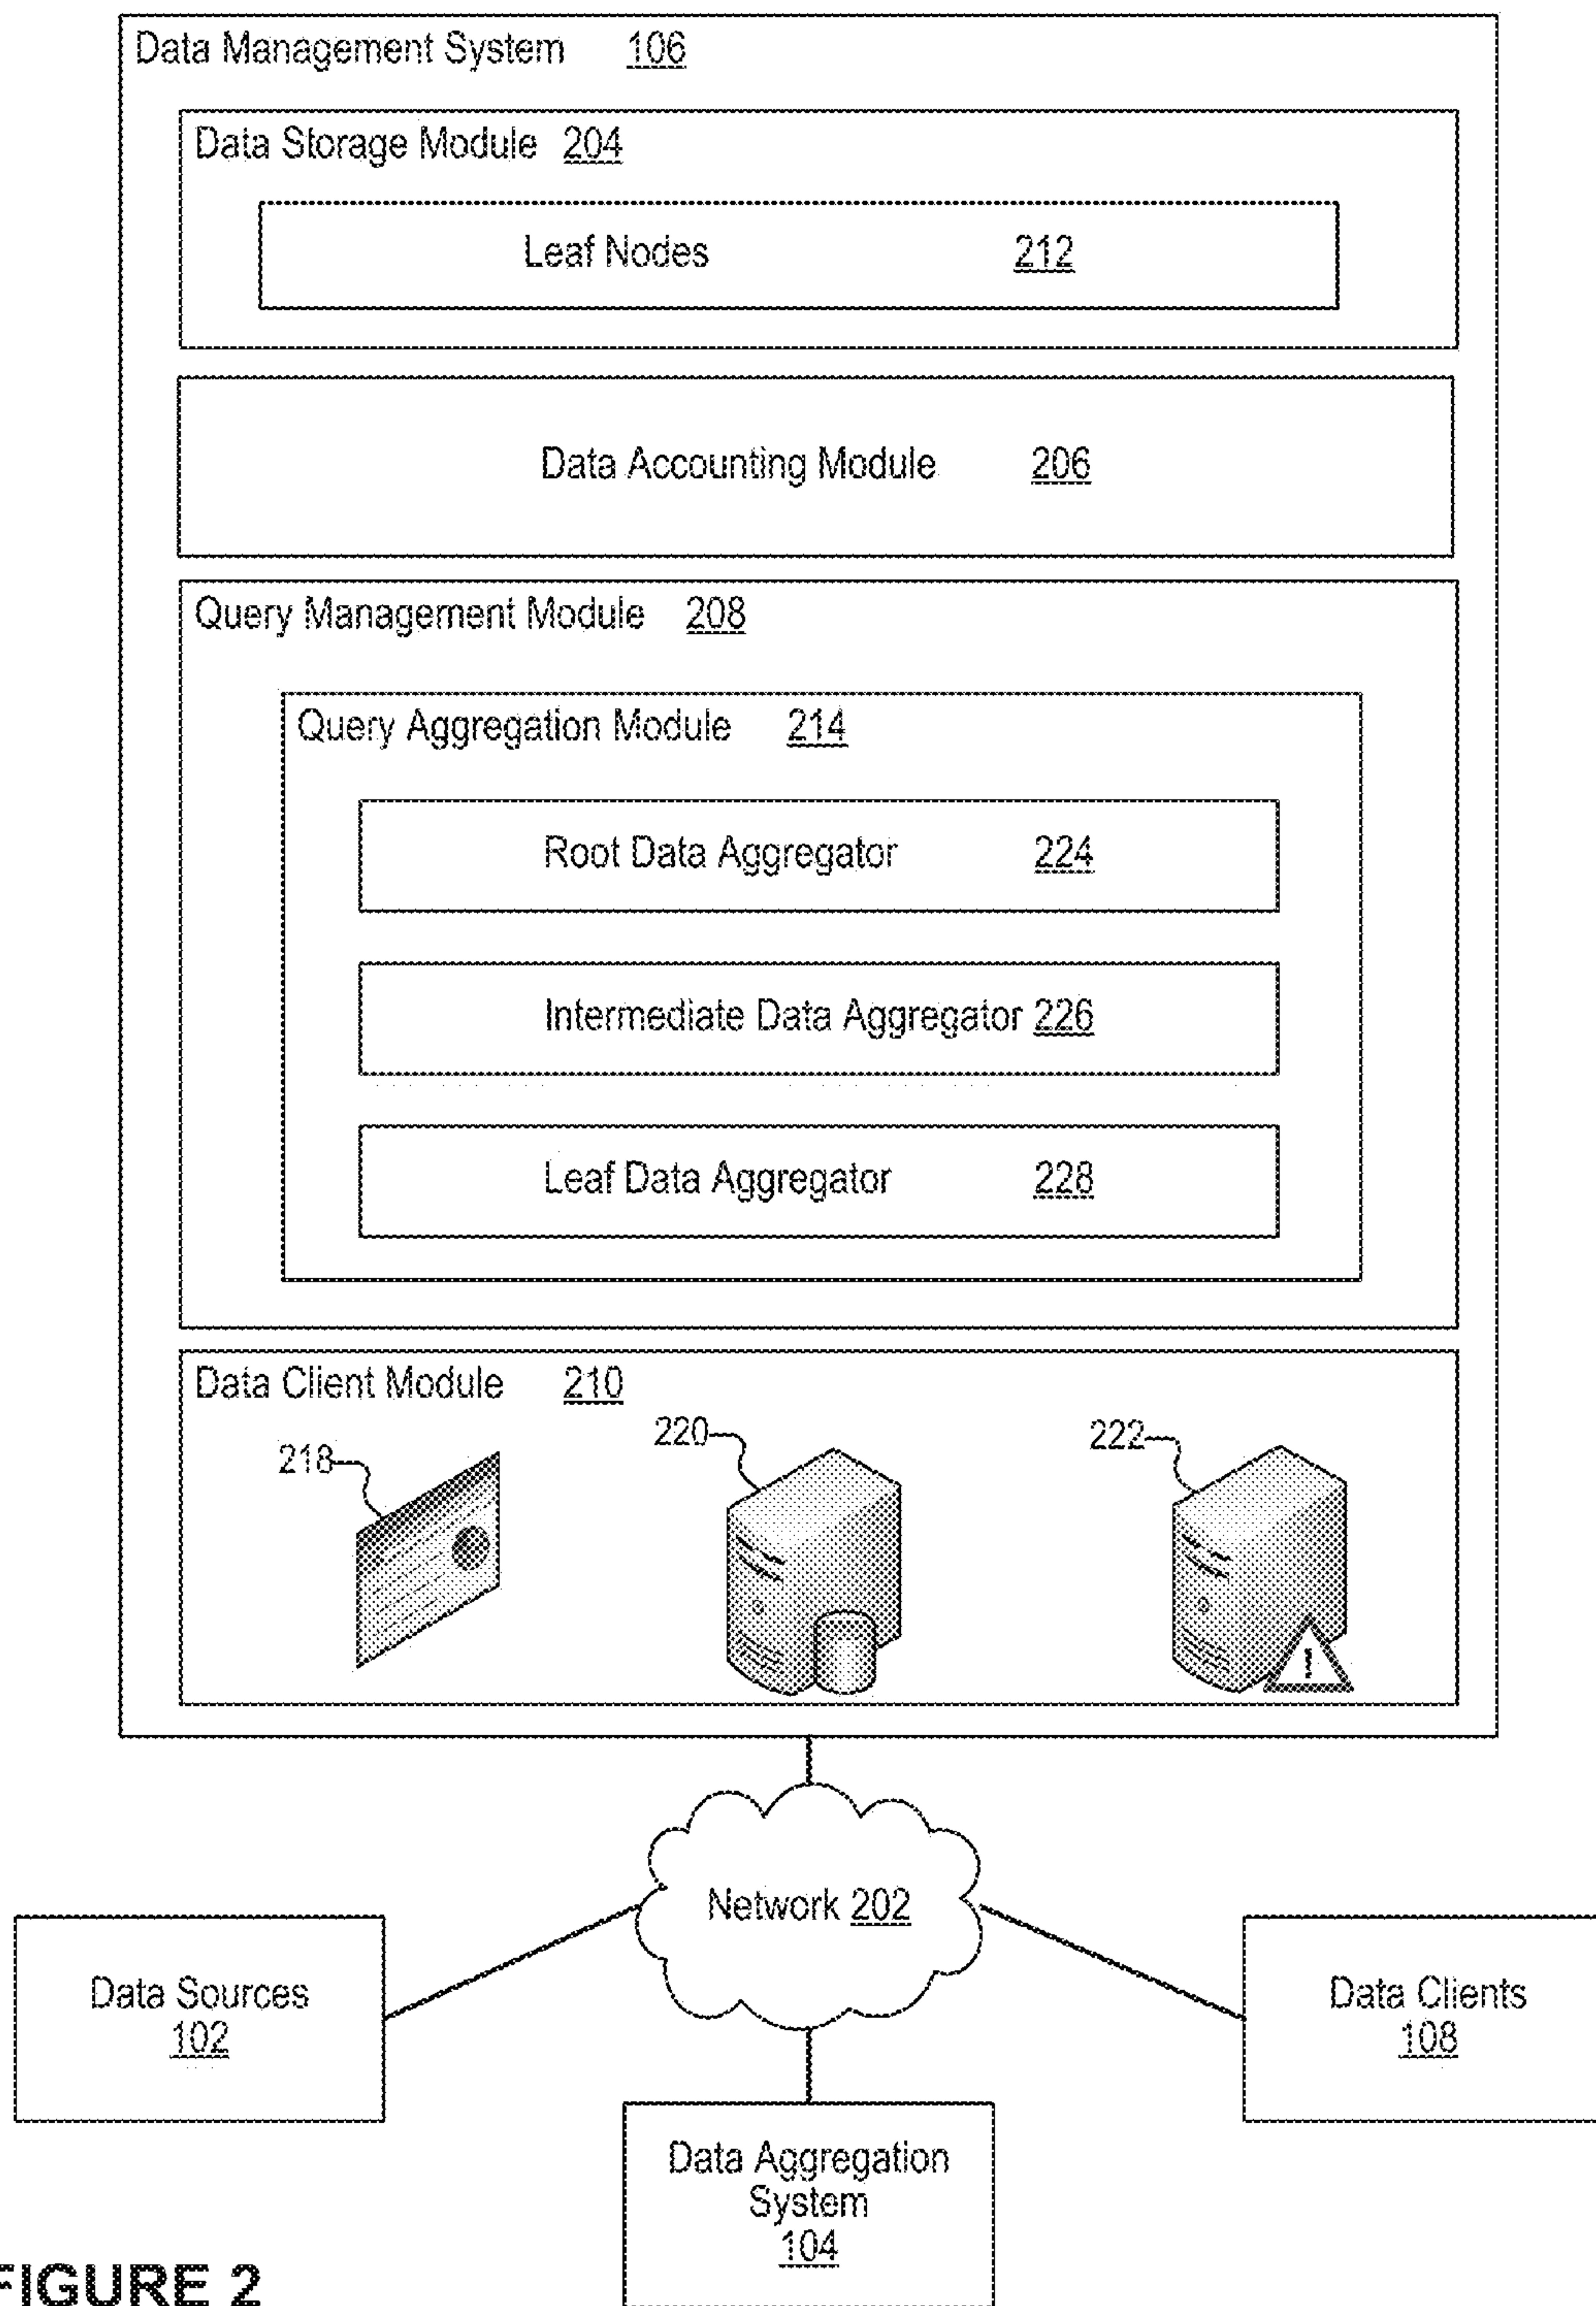 Data Management System 106
Data Storage Module 204
Leaf Nodes 212
Data Accounting Module 206
Query Management Module 208
Query Aggregation Module 214
Root Data Aggregator 224
Intermediate Data Aggregator 226
Leaf Data Aggregator 228
Data Client Module 210
218
220
222
!
Network 202
Data Sources
102
Data Clients
108
Data Aggregation
System
104
FIGURE 2